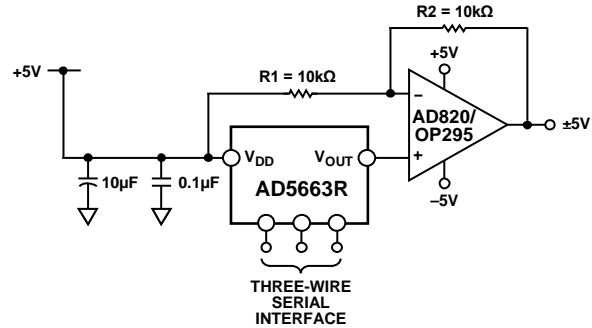 R2 = 10kΩ
+5V
+5V
R1 = 10kΩ
–
AD820/
OP295
±5V
+
–5V
10µF
0.1µF
VDD
VOUT
AD5663R
THREE-WIRE
SERIAL
INTERFACE